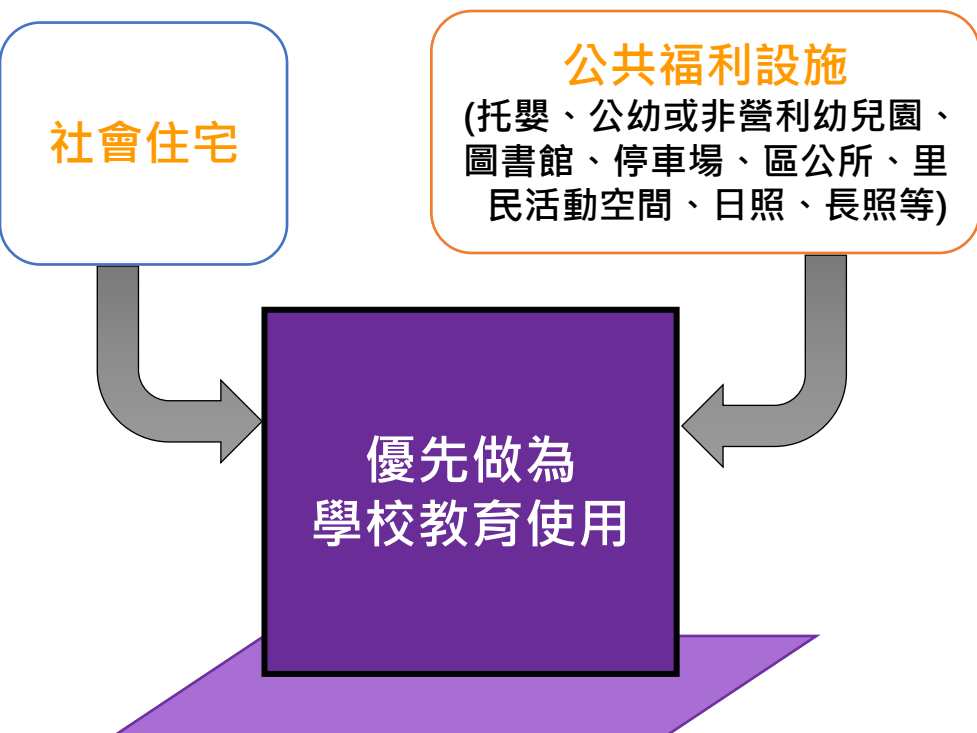 社會住宅
公共福利設施
(托嬰、公幼或非營利幼兒園、
圖書館、停車場、區公所、里
民活動空間、日照、長照等)
優先做為
學校教育使用